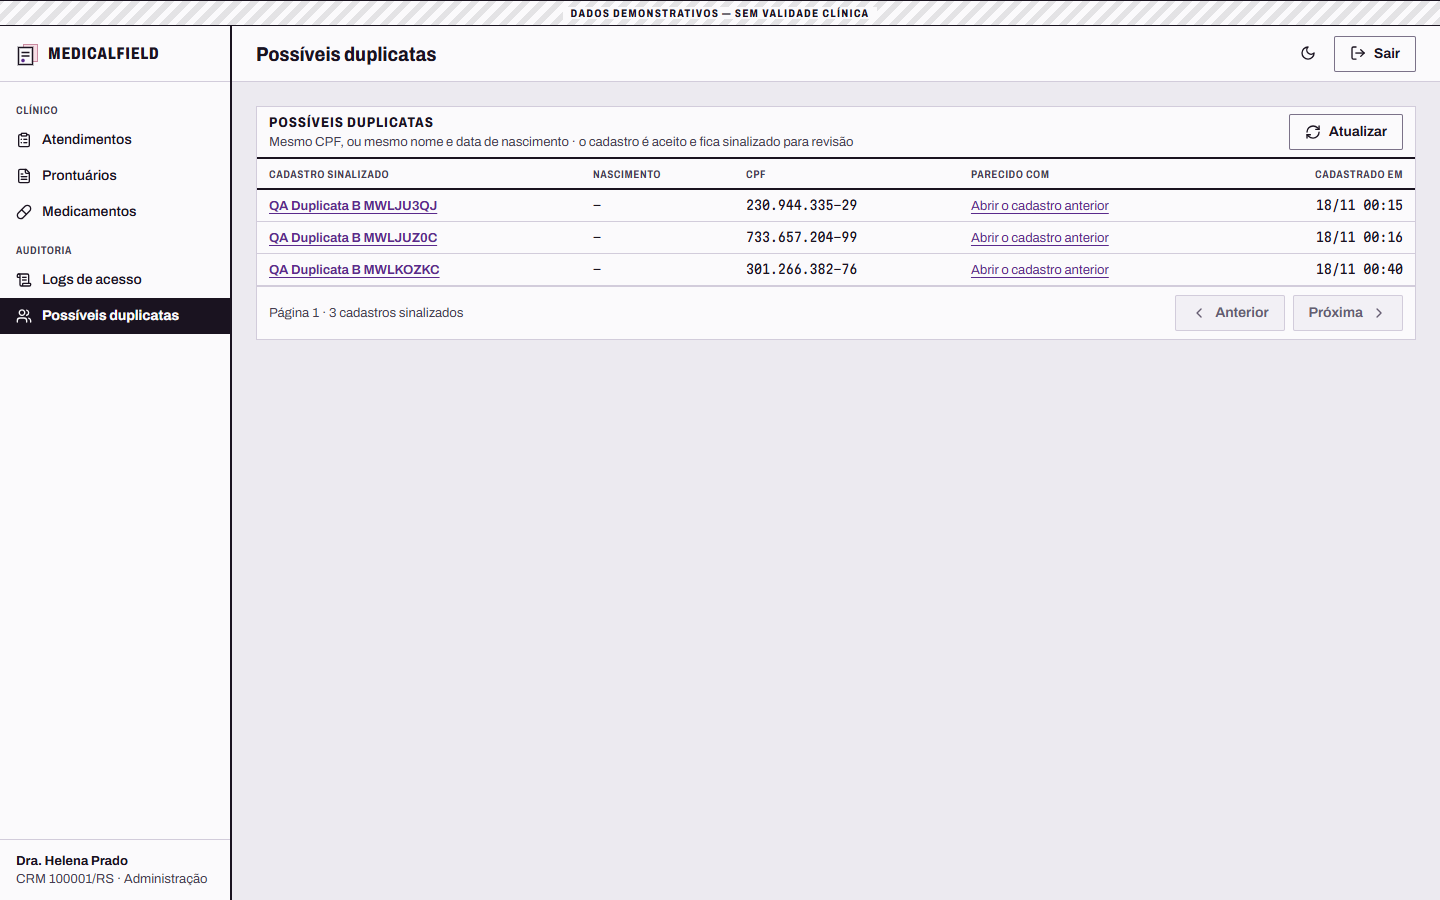 DADOS DEMONSTRATIVOS — SEM VALIDADE CLÍNICA
MEDICALFIELD
Possíveis duplicatas
Sair
CLÍNICO
Atendimentos
Prontuários
Medicamentos
AUDITORIA
Logs de acesso
Possíveis duplicatas
POSSÍVEIS DUPLICATAS
Mesmo CPF, ou mesmo nome e data de nascimento · o cadastro é aceito e fica sinalizado para revisão
Atualizar
CADASTRO SINALIZADO NASCIMENTO CPF PARECIDO COM CADASTRADO EM
QA Duplicata B MWLJU3QJ — 230.944.335-29 Abrir o cadastro anterior 18/11 00:15
QA Duplicata B MWLJUZ0C — 733.657.204-99 Abrir o cadastro anterior 18/11 00:16
QA Duplicata B MWLKOZKC — 301.266.382-76 Abrir o cadastro anterior 18/11 00:40
Página 1 · 3 cadastros sinalizados
Anterior
Próxima
Dra. Helena Prado
CRM 100001/RS · Administração